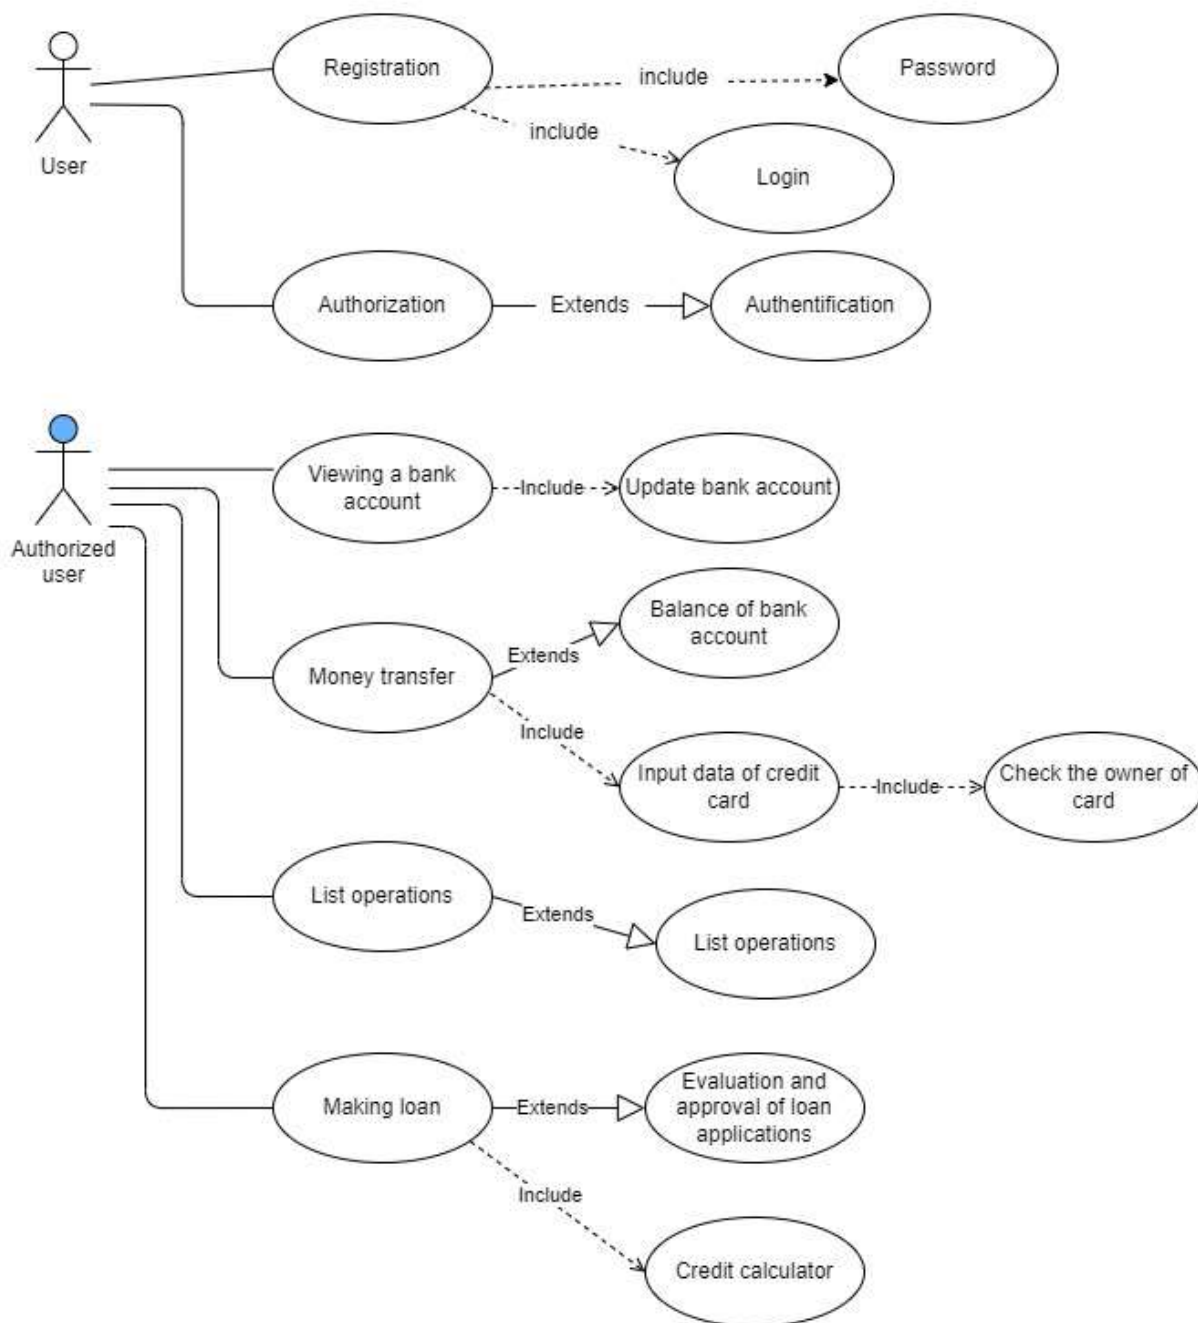 Registration
include
Password
include
Login
User
Authorization
Extends
Authentification
Authorized
user
Viewing a bank
account
Include
Update bank account
Balance of bank
account
Extends
Money transfer
Include
Input data of credit
card
Include
Check the owner of
card
List operations
Extends
List operations
Making loan
Extends
Evaluation and
approval of loan
applications
Include
Credit calculator